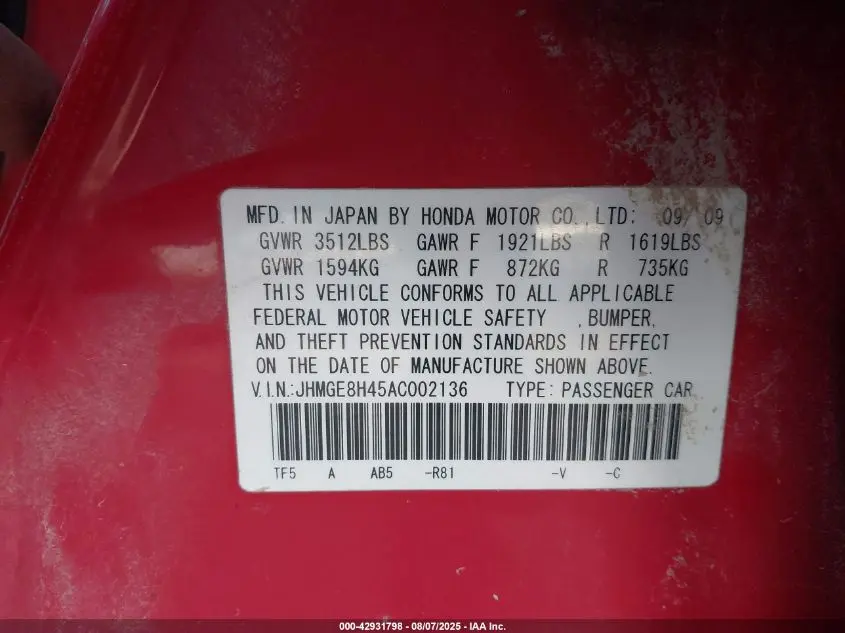 MFD. IN JAPAN BY HONDA MOTOR CO., LTD: 09/09
GVWR 3512LBS GAWR F 1921LBS R 1619LBS
GVWR 1594KG GAWR F 872KG R 735KG
THIS VEHICLE CONFORMS TO ALL APPLICABLE
FEDERAL MOTOR VEHICLE SAFETY , BUMPER,
AND THEFT PREVENTION STANDARDS IN EFFECT
ON THE DATE OF MANUFACTURE SHOWN ABOVE.
V.I.N.:JHMGE8H45AC002136 TYPE: PASSENGER CAR
TF5 A AB5 -R81 -V -C
000-42931798 - 08/07/2025 - IAA Inc.